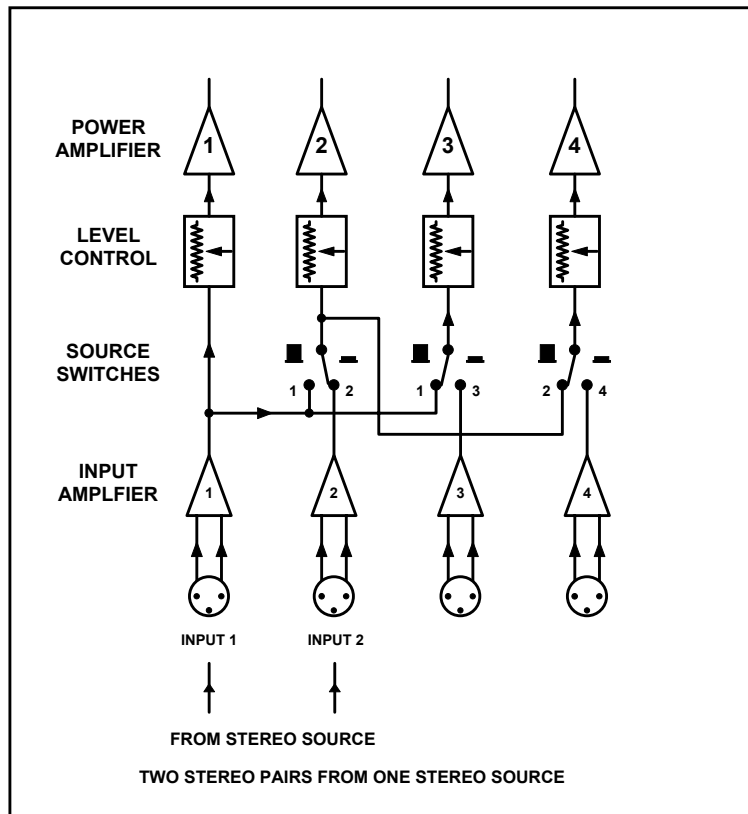 1 2 3 4
POWER
AMPLIFIER
LEVEL
CONTROL
SOURCE
SWITCHES
1 2 1 3 2 4
INPUT
AMPLFIER
1 2 3 4
INPUT 1 INPUT 2
FROM STEREO SOURCE
TWO STEREO PAIRS FROM ONE STEREO SOURCE